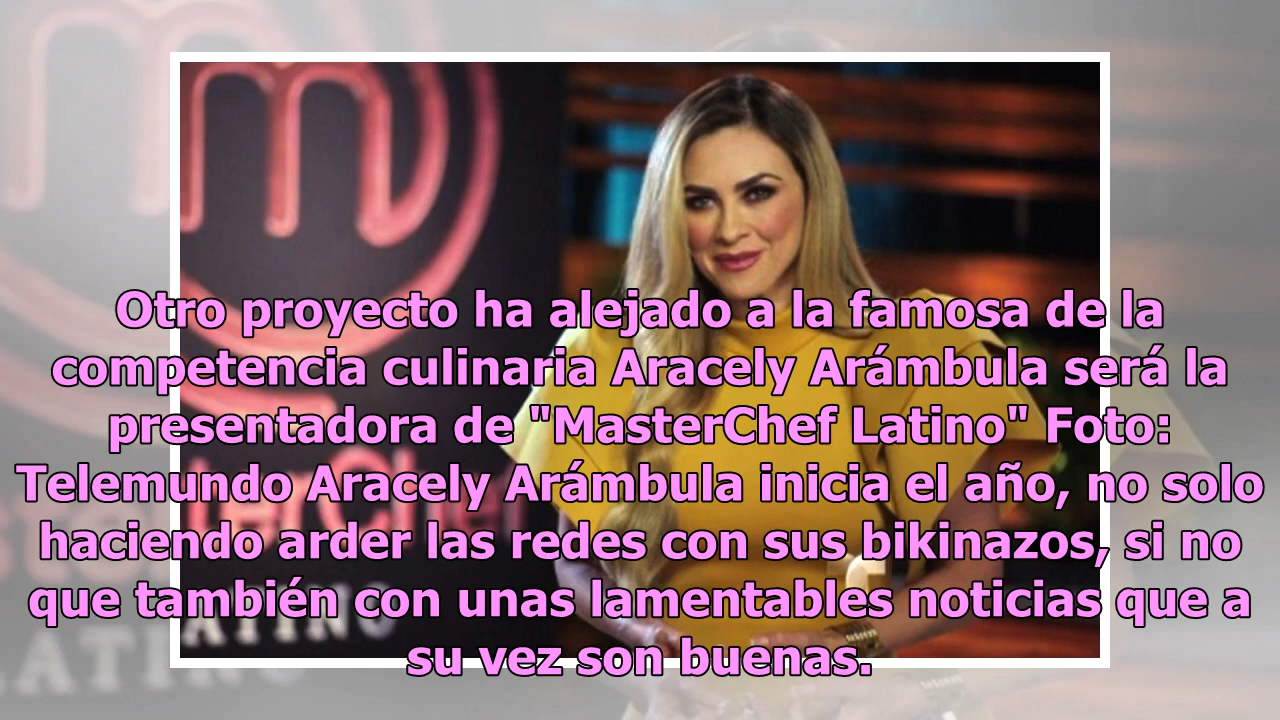 Otro proyecto ha alejado a la famosa de la
competencia culinaria Aracely Arámbula será la
presentadora de "MasterChef Latino" Foto:
Telemundo Aracely Arámbula inicia el año, no solo
haciendo arder las redes con sus bikinazos, si no
que también con unas lamentables noticias que a
su vez son buenas.
LATINO